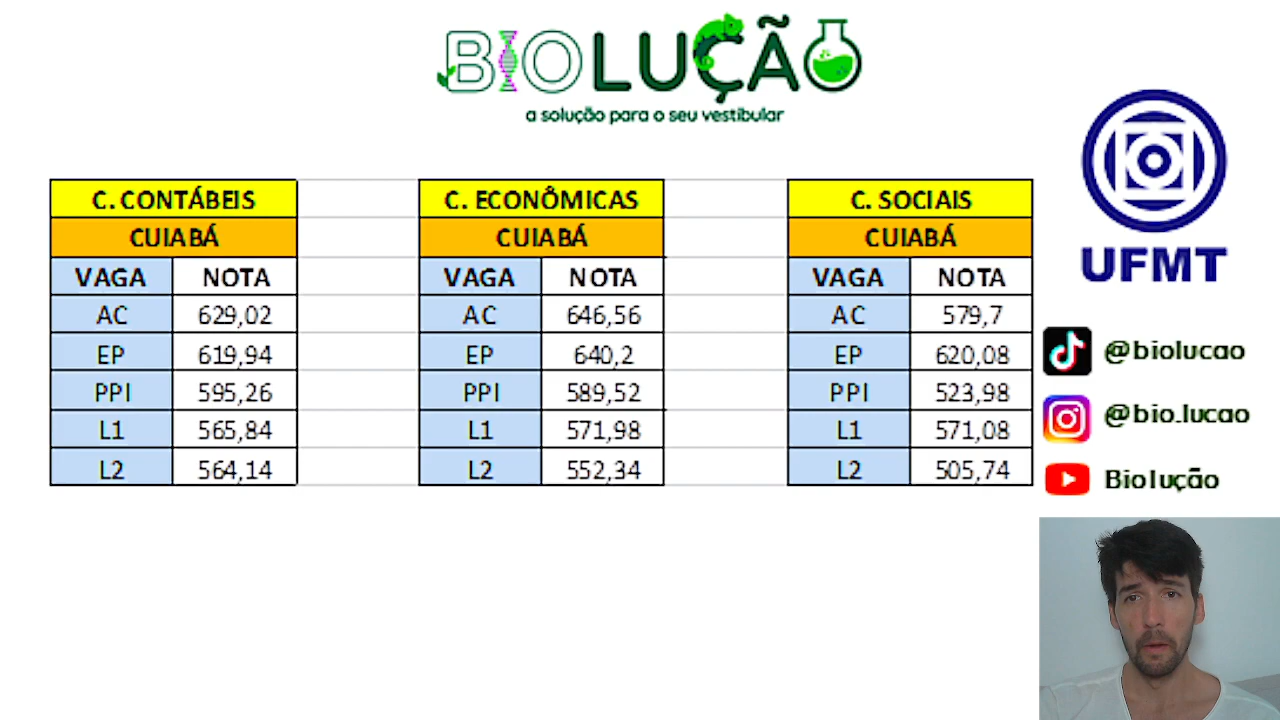 BIOLUÇÃO
a solução para o seu vestibular
C. CONTÁBEIS
CUIABÁ
VAGA NOTA
AC 629,02
EP 619,94
PPI 595,26
L1 565,84
L2 564,14
C. ECONÔMICAS
CUIABÁ
VAGA NOTA
AC 646,56
EP 640,2
PPI 589,52
L1 571,98
L2 552,34
C. SOCIAIS
CUIABÁ
VAGA NOTA
AC 579,7
EP 620,08
PPI 523,98
L1 571,08
L2 505,74
UFMT
@biolucao
@bio.lucao
Biolução